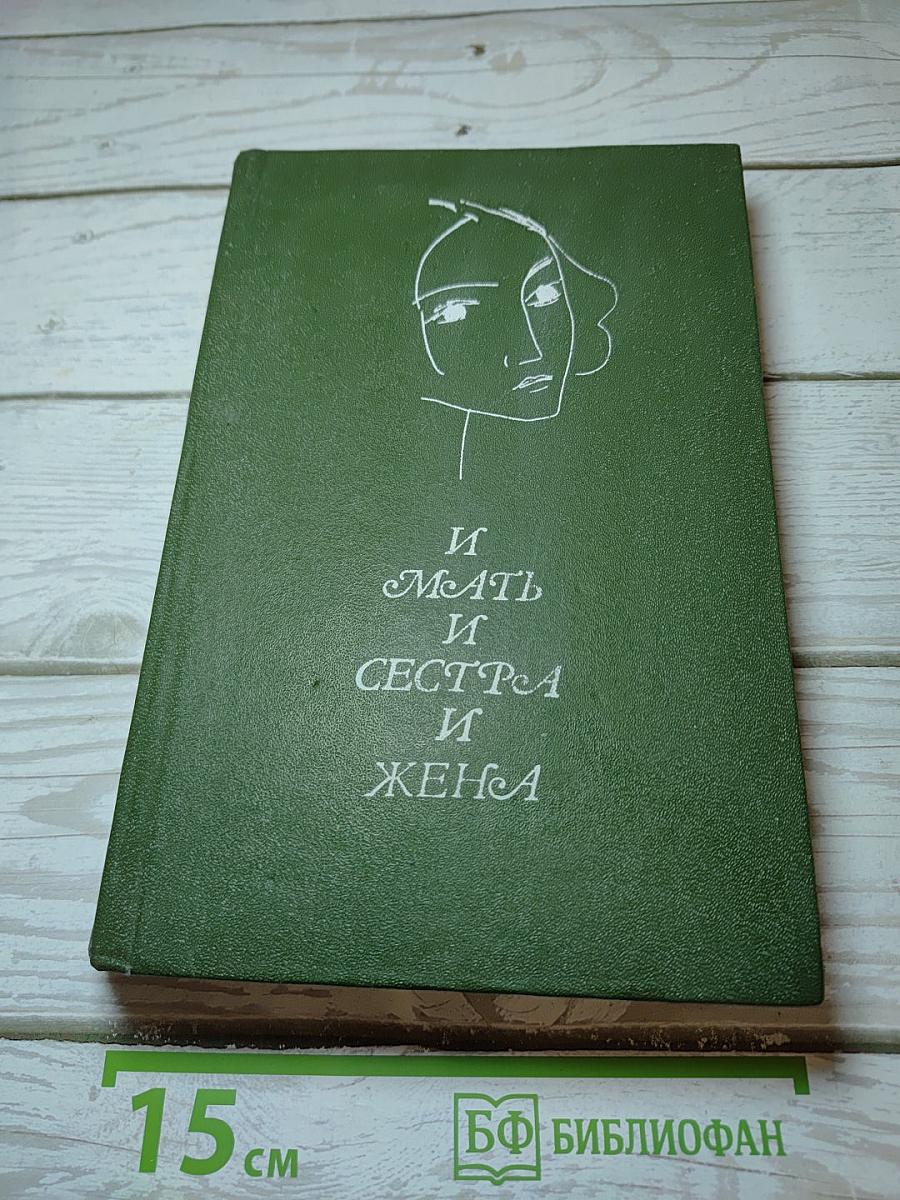 И
МАТЬ
И
СЕСТРА
И
ЖЕНА
15 см
БФ БИБЛИОФАН